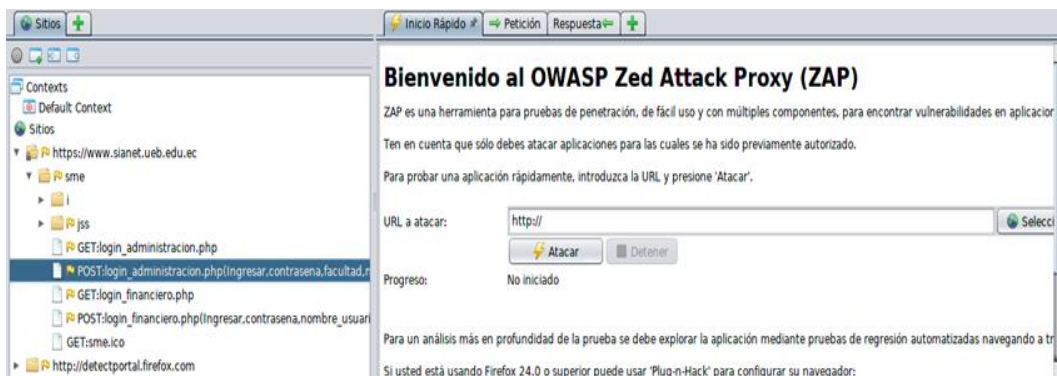 Sitios
Contexts
Default Context
Sitios
https://www.sianet.ueb.edu.ec
sme
i
jss
GET:login_administracion.php
POST:login_administracion.php(Ingresar,contrasena,facultad,n
GET:login_financiero.php
POST:login_financiero.php(Ingresar,contrasena,nombre_usuari
GET:sme.ico
http://detectportal.firefox.com
Inicio Rápido Petición Respuesta
Bienvenido al OWASP Zed Attack Proxy (ZAP)
ZAP es una herramienta para pruebas de penetración, de fácil uso y con múltiples componentes, para encontrar vulnerabilidades en aplicacior
Ten en cuenta que sólo debes atacar aplicaciones para las cuales se ha sido previamente autorizado.
Para probar una aplicación rápidamente, introduzca la URL y presione 'Atacar'.
URL a atacar: http:// Selecci
Atacar Detener
Progreso: No iniciado
Para un análisis más en profundidad de la prueba se debe explorar la aplicación mediante pruebas de regresión automatizadas navegando a tr
Si usted está usando Firefox 24.0 o superior puede usar 'Plug-n-Hack' para configurar su navegador: